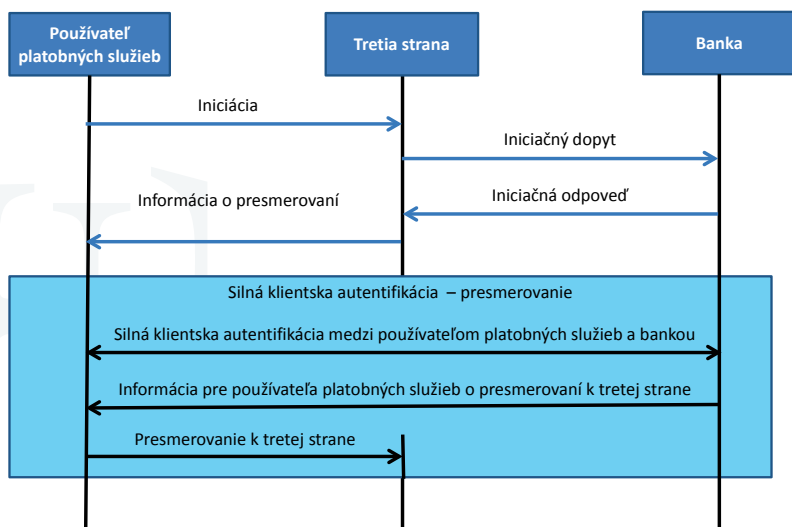 Používateľ
platobných služieb
Tretia strana
Banka
Iniciácia
Iniciačný dopyt
Iniciačná odpoveď
Informácia o presmerovaní
Silná klientska autentifikácia – presmerovanie
Silná klientska autentifikácia medzi používateľom platobných služieb a bankou
Informácia pre používateľa platobných služieb o presmerovaní k tretej strane
Presmerovanie k tretej strane